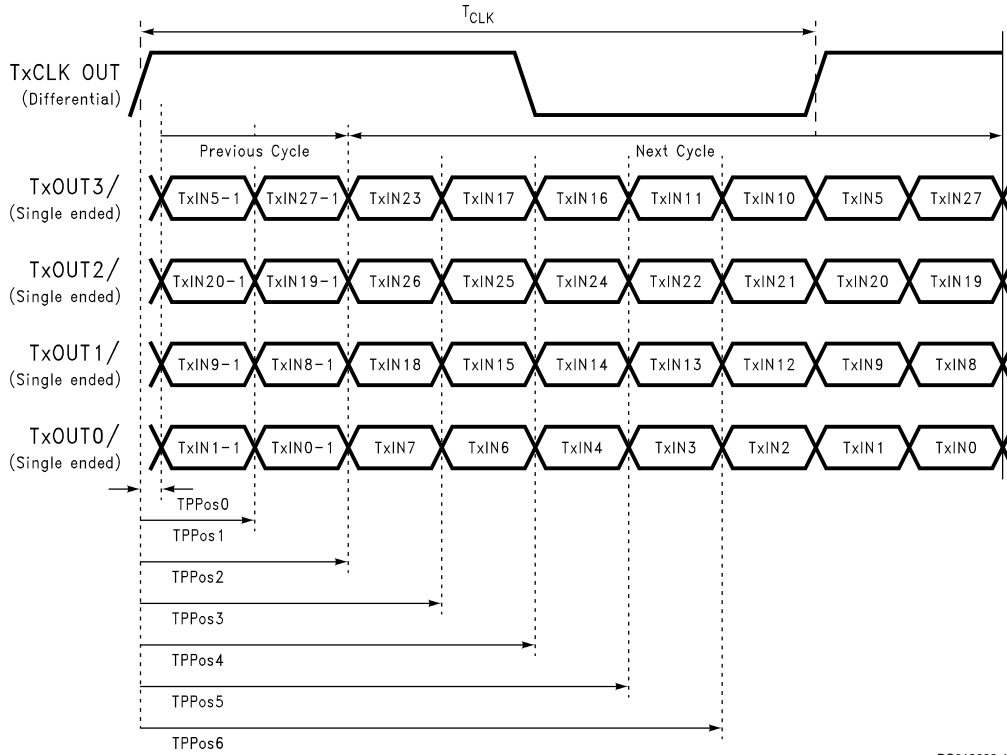 TCLK
TxCLK OUT
(Differential)
Previous Cycle
Next Cycle
TxOUT3/
(Single ended)
TxIN5-1 TxIN27-1 TxIN23 TxIN17 TxIN16 TxIN11 TxIN10 TxIN5 TxIN27
TxOUT2/
(Single ended)
TxIN20-1 TxIN19-1 TxIN26 TxIN25 TxIN24 TxIN22 TxIN21 TxIN20 TxIN19
TxOUT1/
(Single ended)
TxIN9-1 TxIN8-1 TxIN18 TxIN15 TxIN14 TxIN13 TxIN12 TxIN9 TxIN8
TxOUT0/
(Single ended)
TxIN1-1 TxIN0-1 TxIN7 TxIN6 TxIN4 TxIN3 TxIN2 TxIN1 TxIN0
TPPos0
TPPos1
TPPos2
TPPos3
TPPos4
TPPos5
TPPos6